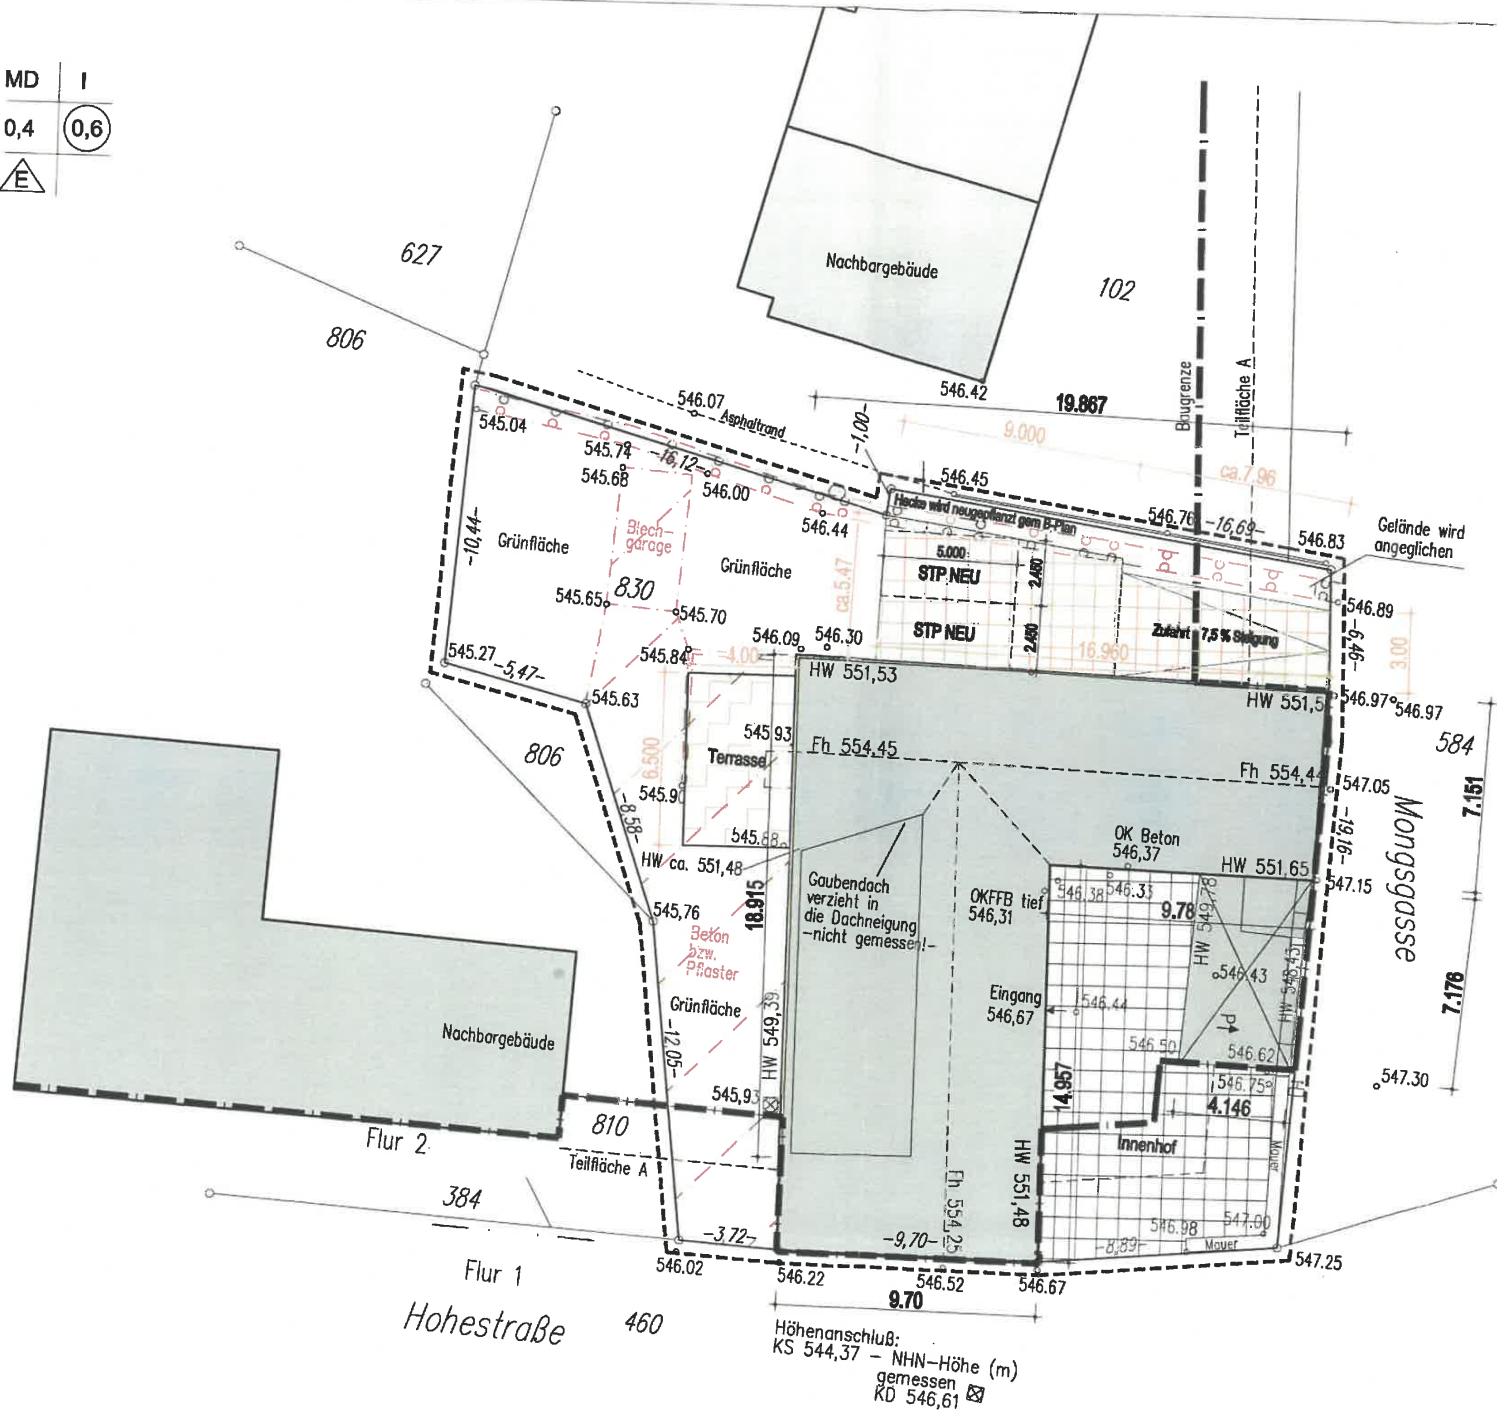 MD I
0,4 0,6
E
627
806
Nachbargebäude
102
546.42
19.867
Baugrenze
Teilfläche A
546.07
Asphaltrand
-1,00-
9.000
ca.7.96
545.04
545.74
-16,12-
545.68
546.00
546.44
546.45
Hecke wird neugepflanzt gem B-Plan
546.76
-16,69-
546.83
Gelände wird
angeglichen
-10,44-
Grünfläche
Blech-
garage
Grünfläche
ca.5.47
5.000
STP NEU
2.480
STP NEU
2.480
Zufahrt 7,5 % Steigung
16.960
546.89
-6,46-
3.00
830
545.65
545.70
546.09
546.30
545.84
-4.00
545.27
-5,47-
545.63
HW 551,53
HW 551,5
546.97
546.97
584
806
6.500
545.93
Terrasse
Fh 554,45
Fh 554,44
547.05
7.151
545.90
-8,58-
545.88
HW ca. 551,48
OK Beton
546,37
HW 551,65
-19,16-
547.15
Mongsgasse
18.915
Gaubendach
verzieht in
die Dachneigung
-nicht gemessen!-
OKFFB tief
546,31
546.38
546.33
9.78
HW 549,78
545,76
Beton
bzw.
Pflaster
546.43
HW 548,43
7.176
Grünfläche
HW 549,39
Eingang
546,67
546.44
Nachbargebäude
-12,05-
546.50
546.62
546.75
547.30
545,93
14.957
4.146
810
Innenhof
Mauer
Flur 2
Teilfläche A
384
Fh 554,25
HW 551,48
546.98
547.00
-3,72-
-9,70-
-8,89-
Mauer
546.02
546.22
546.52
546.67
547.25
Flur 1
Hohestraße
460
9.70
Höhenanschluß:
KS 544,37 - NHN-Höhe (m)
gemessen
KD 546,61